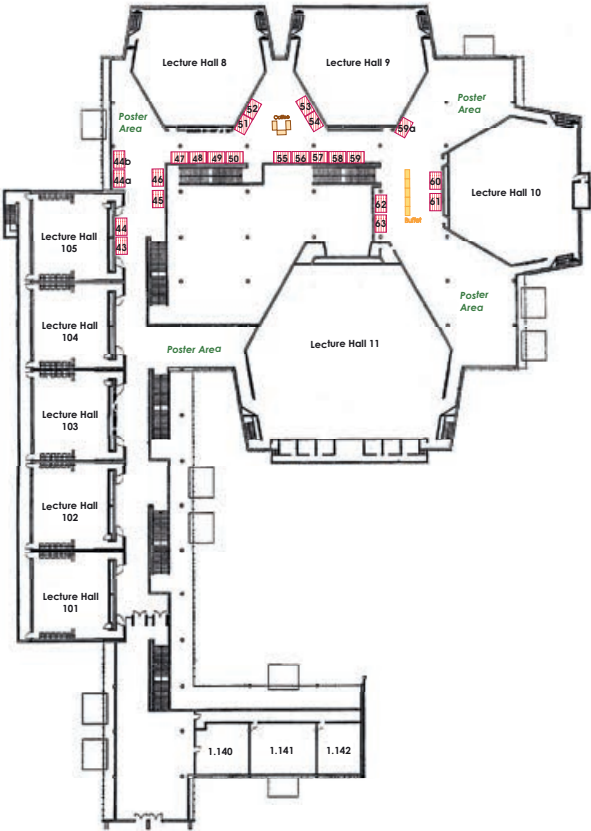 Lecture Hall 8
Lecture Hall 9
52
51
53
54
Coffee
59a
Poster
Area
Poster
Area
44b
44a
46
45
47 48 49 50
55 56 57 58 59
60
61
Lecture Hall 10
62
63
Buffet
44
43
Lecture Hall
105
Poster
Area
Lecture Hall
104
Poster Area
Lecture Hall 11
Lecture Hall
103
Lecture Hall
102
Lecture Hall
101
1.140
1.141
1.142